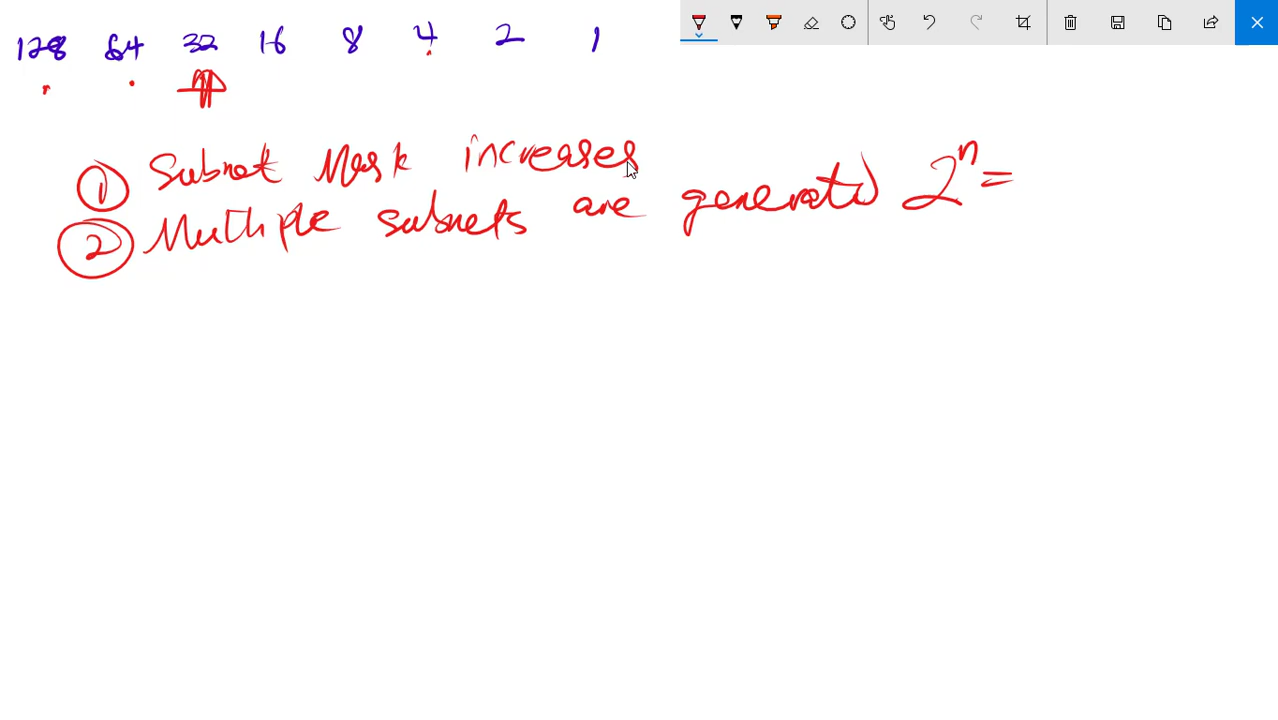 128 64 32 16 8 4 2 1
① Subnet Mask increases
② Multiple subnets are generated 2ⁿ=